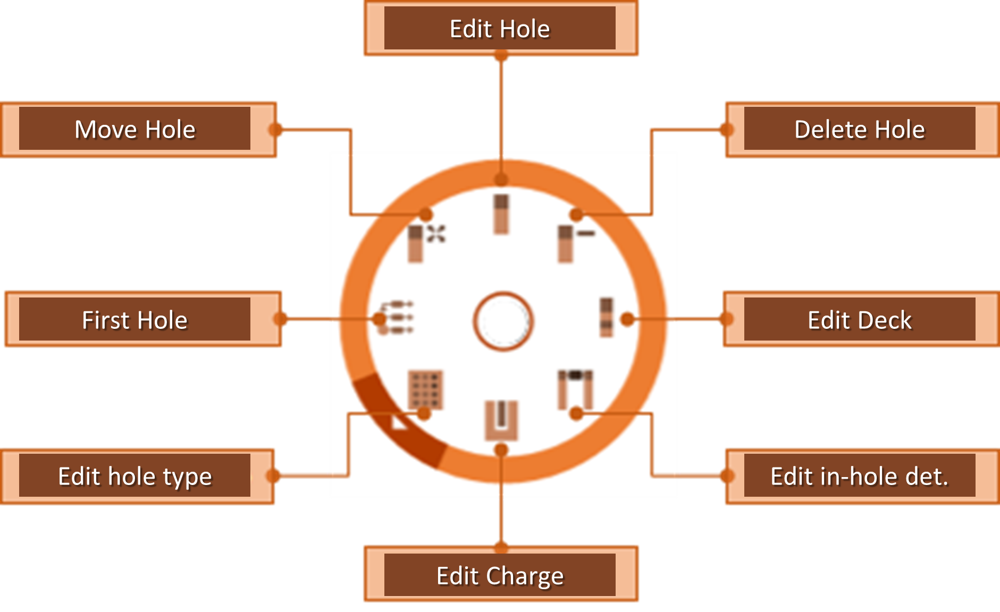 Edit Hole
Move Hole
Delete Hole
First Hole
Edit Deck
Edit hole type
Edit in-hole det.
Edit Charge